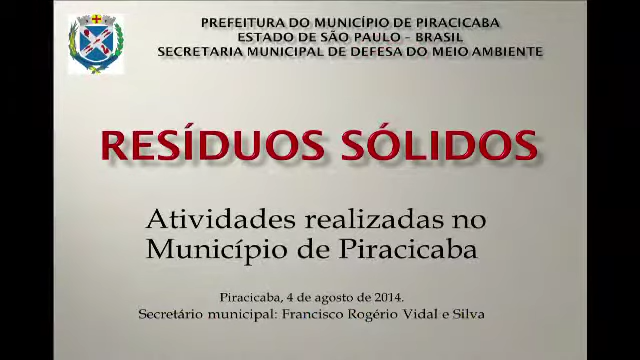 PREFEITURA DO MUNICÍPIO DE PIRACICABA
ESTADO DE SÃO PAULO – BRASIL
SECRETARIA MUNICIPAL DE DEFESA DO MEIO AMBIENTE
RESÍDUOS SÓLIDOS
Atividades realizadas no
Município de Piracicaba
Piracicaba, 4 de agosto de 2014.
Secretário municipal: Francisco Rogério Vidal e Silva